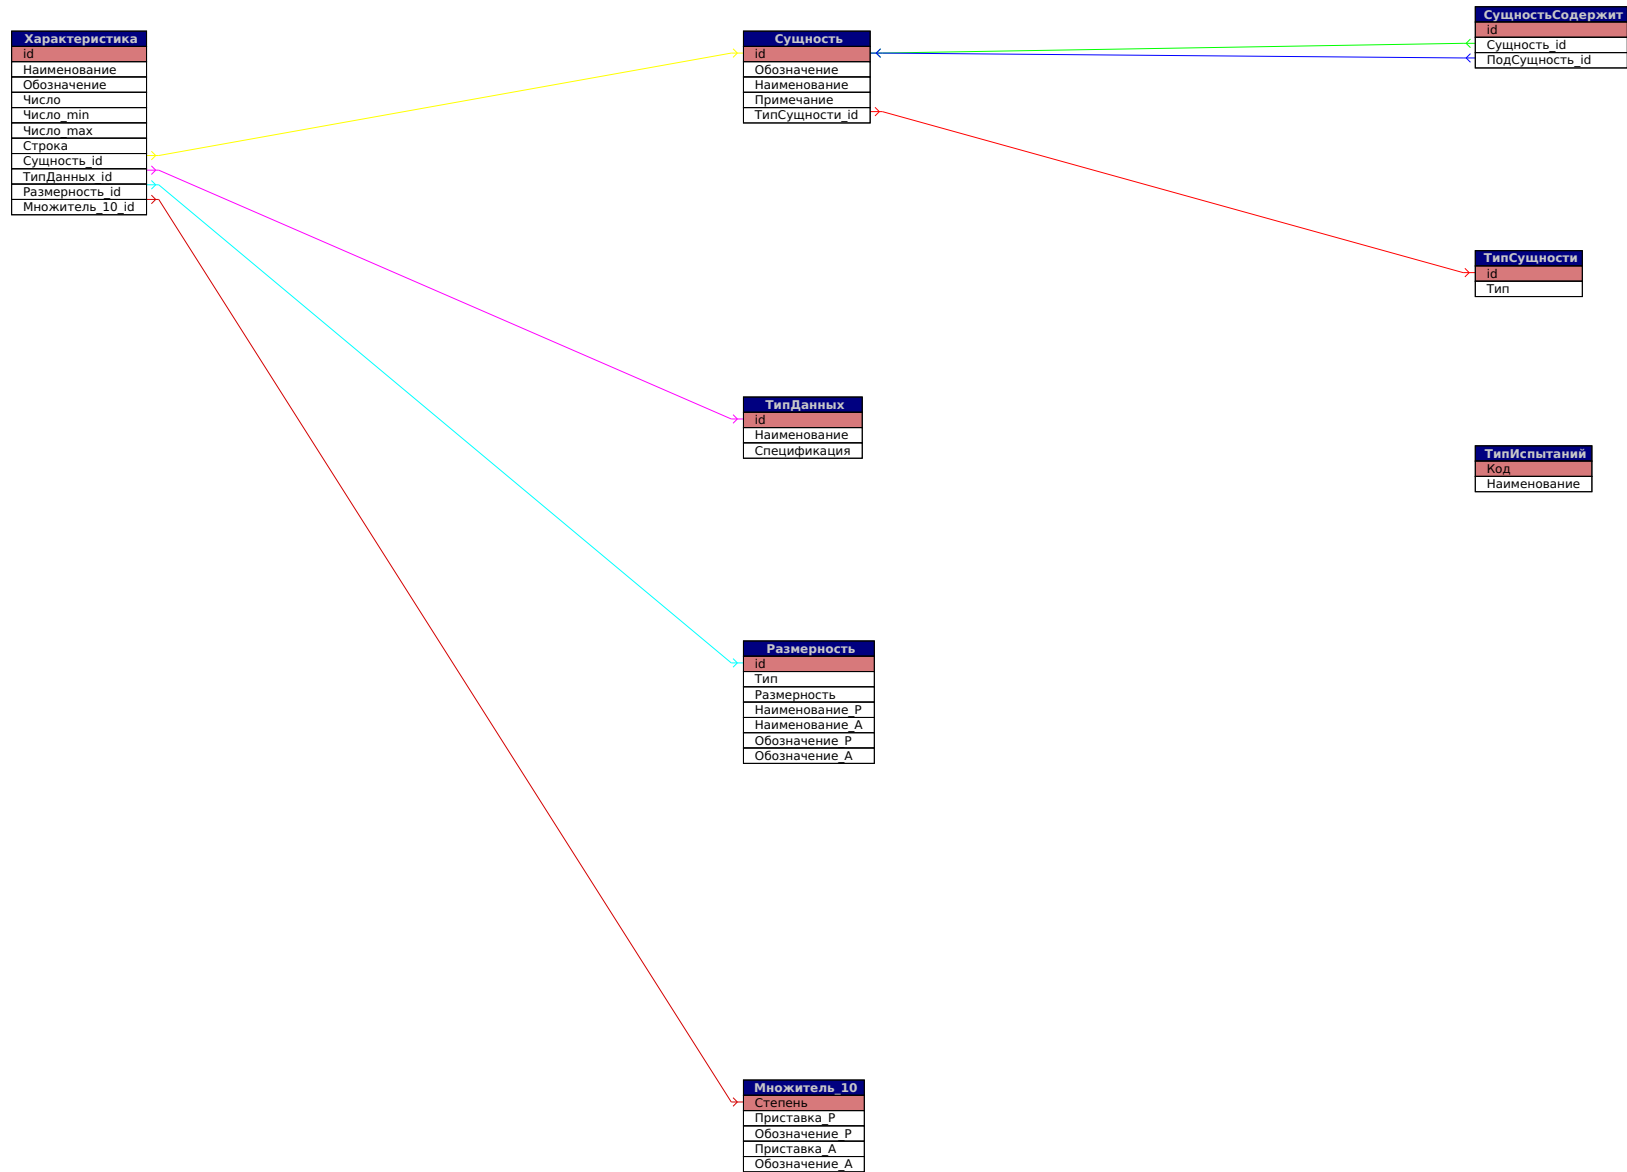 Характеристика
id
Наименование
Обозначение
Число
Число_min
Число_max
Строка
Сущность_id
ТипДанных_id
Размерность_id
Множитель_10_id
Сущность
id
Обозначение
Наименование
Примечание
ТипСущности_id
СущностьСодержит
id
Сущность_id
ПодСущность_id
ТипСущности
id
Тип
ТипДанных
id
Наименование
Спецификация
ТипИспытаний
Код
Наименование
Размерность
id
Тип
Размерность
Наименование_Р
Наименование_А
Обозначение_Р
Обозначение_А
Множитель_10
Степень
Приставка_Р
Обозначение_Р
Приставка_А
Обозначение_А